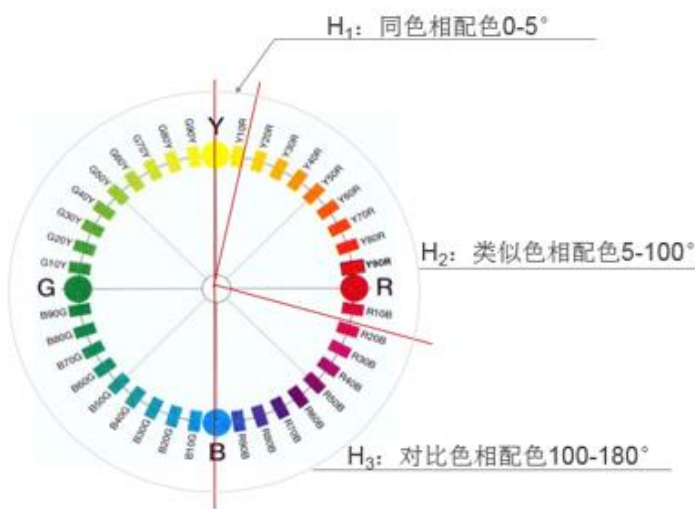 H₁：同色相配色0-5°
Y
G90Y
G80Y
G70Y
G60Y
G50Y
G40Y
G30Y
G20Y
G10Y
G
B90G
B80G
B70G
B60G
B50G
B40G
B30G
B20G
B10G
B
Y10R
Y20R
Y30R
Y40R
Y50R
Y60R
Y70R
Y80R
Y90R
R
R10B
R20B
R30B
R40B
R50B
R60B
R70B
R80B
R90B
H₂：类似色相配色5-100°
H₃：对比色相配色100-180°